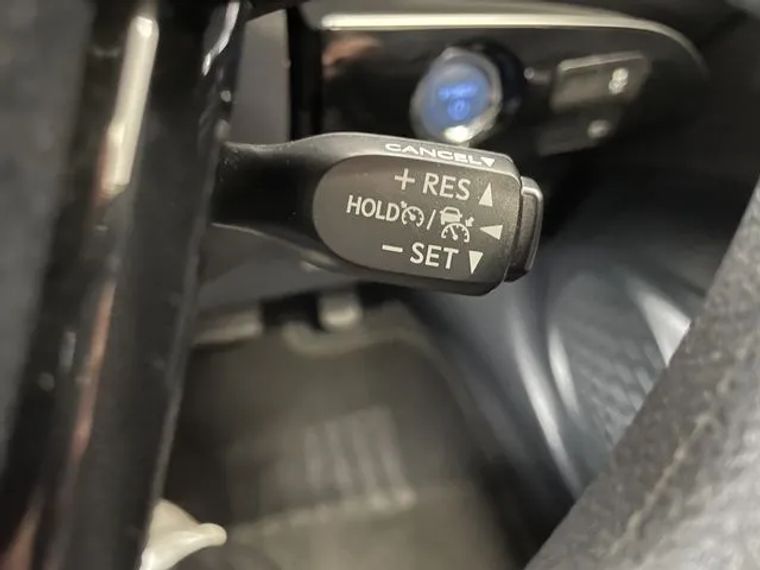 CANCEL▼
+ RES ▲
HOLD / ◀
− SET ▼